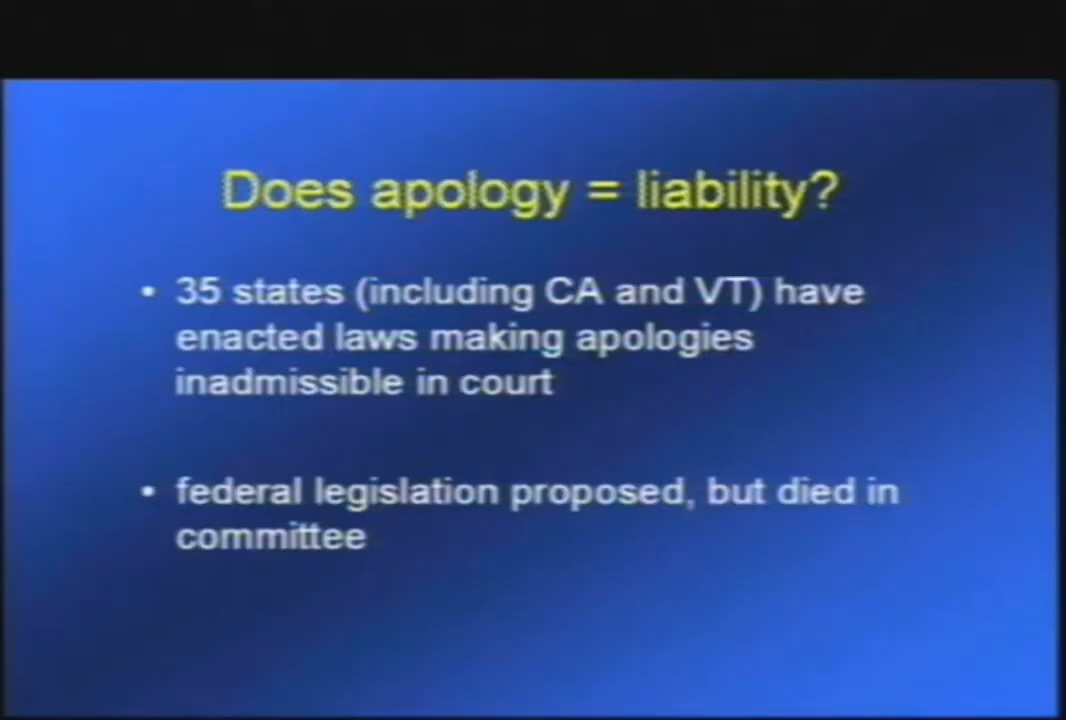 Does apology = liability?
• 35 states (including CA and VT) have
enacted laws making apologies
inadmissible in court
• federal legislation proposed, but died in
committee